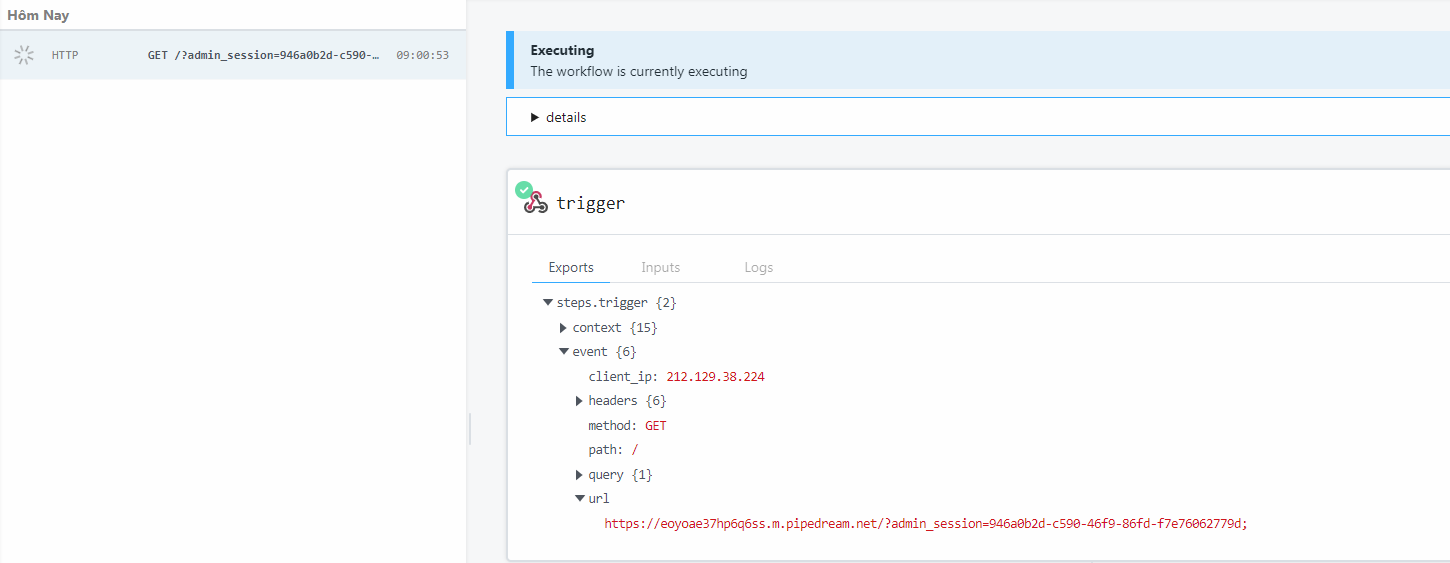 Hôm Nay
HTTP GET /?admin_session=946a0b2d-c590-… 09:00:53
Executing
The workflow is currently executing
▶ details
trigger
Exports Inputs Logs
▼ steps.trigger {2}
▶ context {15}
▼ event {6}
client_ip: 212.129.38.224
▶ headers {6}
method: GET
path: /
▶ query {1}
▼ url
https://eoyoae37hp6q6ss.m.pipedream.net/?admin_session=946a0b2d-c590-46f9-86fd-f7e76062779d;